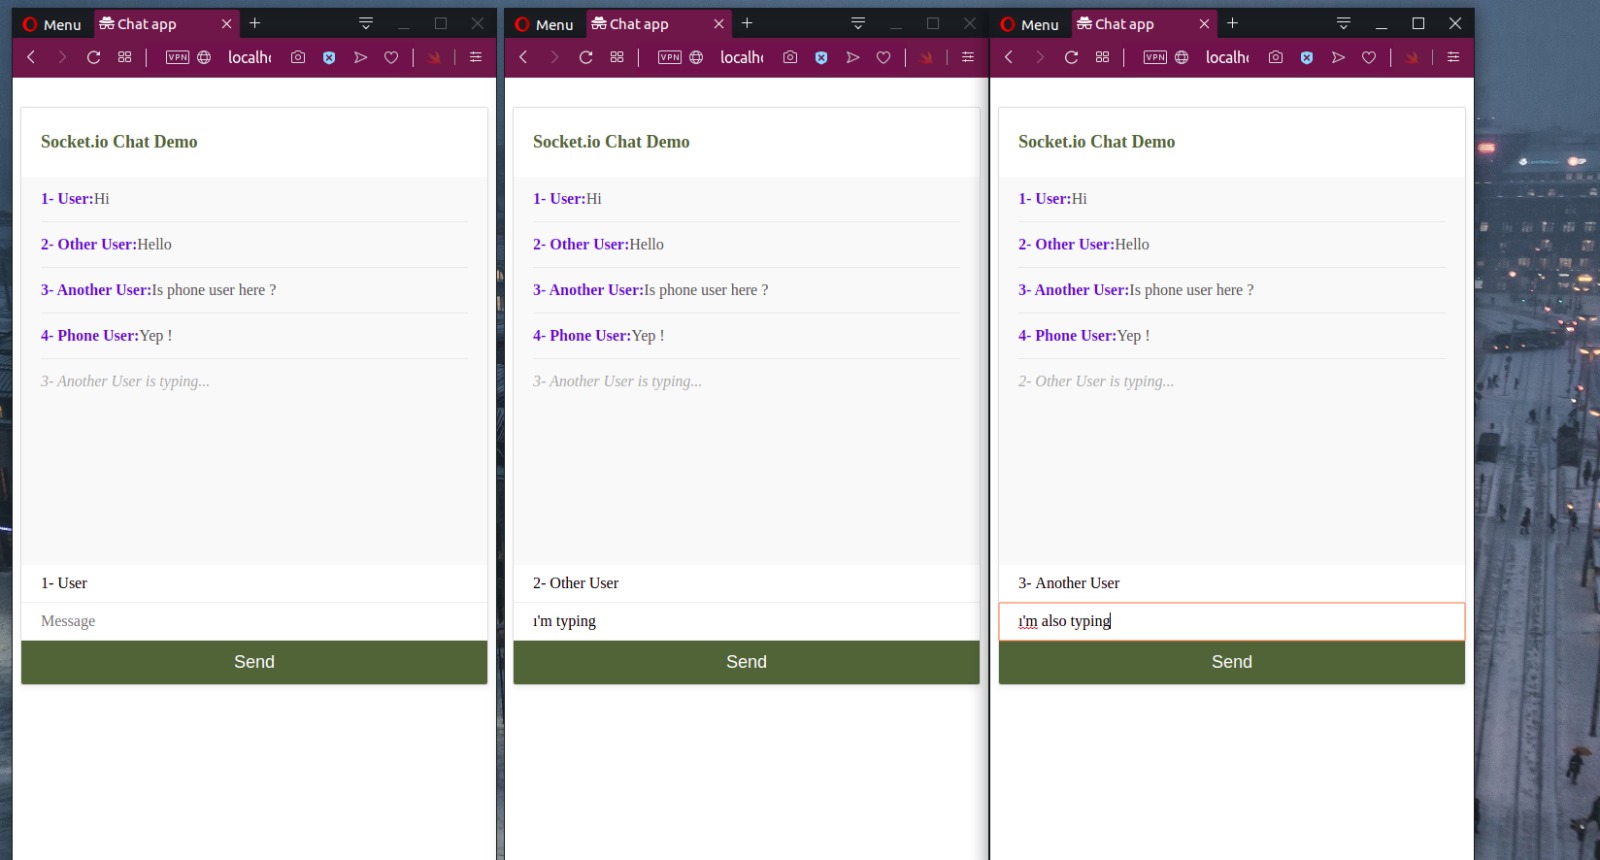 Menu Chat app
VPN localh
Socket.io Chat Demo
1- User:Hi
2- Other User:Hello
3- Another User:Is phone user here ?
4- Phone User:Yep !
3- Another User is typing...
1- User
Message
Send
Menu Chat app
VPN localh
Socket.io Chat Demo
1- User:Hi
2- Other User:Hello
3- Another User:Is phone user here ?
4- Phone User:Yep !
3- Another User is typing...
2- Other User
ı'm typing
Send
Menu Chat app
VPN localh
Socket.io Chat Demo
1- User:Hi
2- Other User:Hello
3- Another User:Is phone user here ?
4- Phone User:Yep !
2- Other User is typing...
3- Another User
ı'm also typing
Send